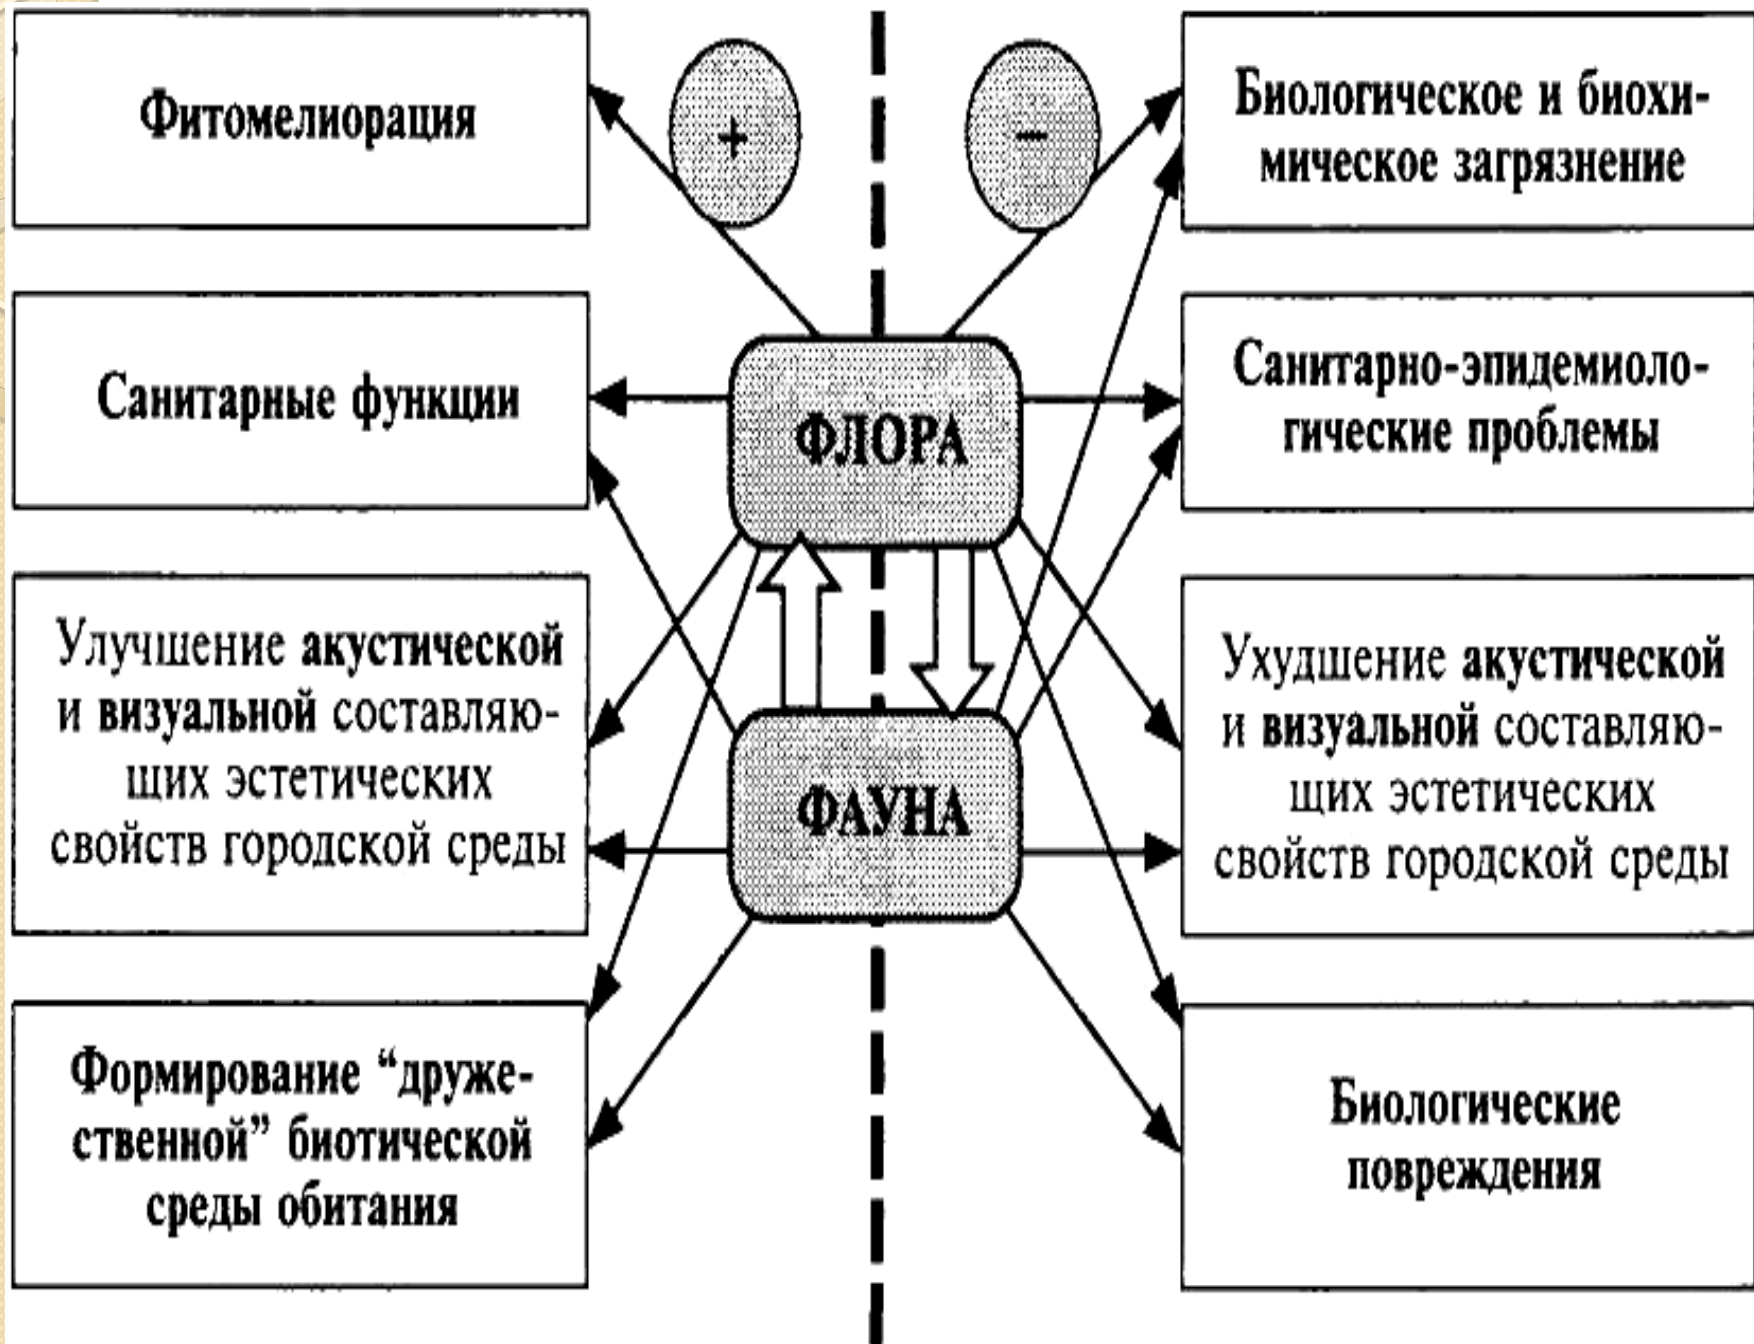 Фитомелиорация
+
−
Биологическое и биохи-
мическое загрязнение
Санитарные функции
ФЛОРА
Санитарно-эпидемиоло-
гические проблемы
Улучшение акустической
и визуальной составляю-
щих эстетических
свойств городской среды
ФАУНА
Ухудшение акустической
и визуальной составляю-
щих эстетических
свойств городской среды
Формирование “друже-
ственной” биотической
среды обитания
Биологические
повреждения